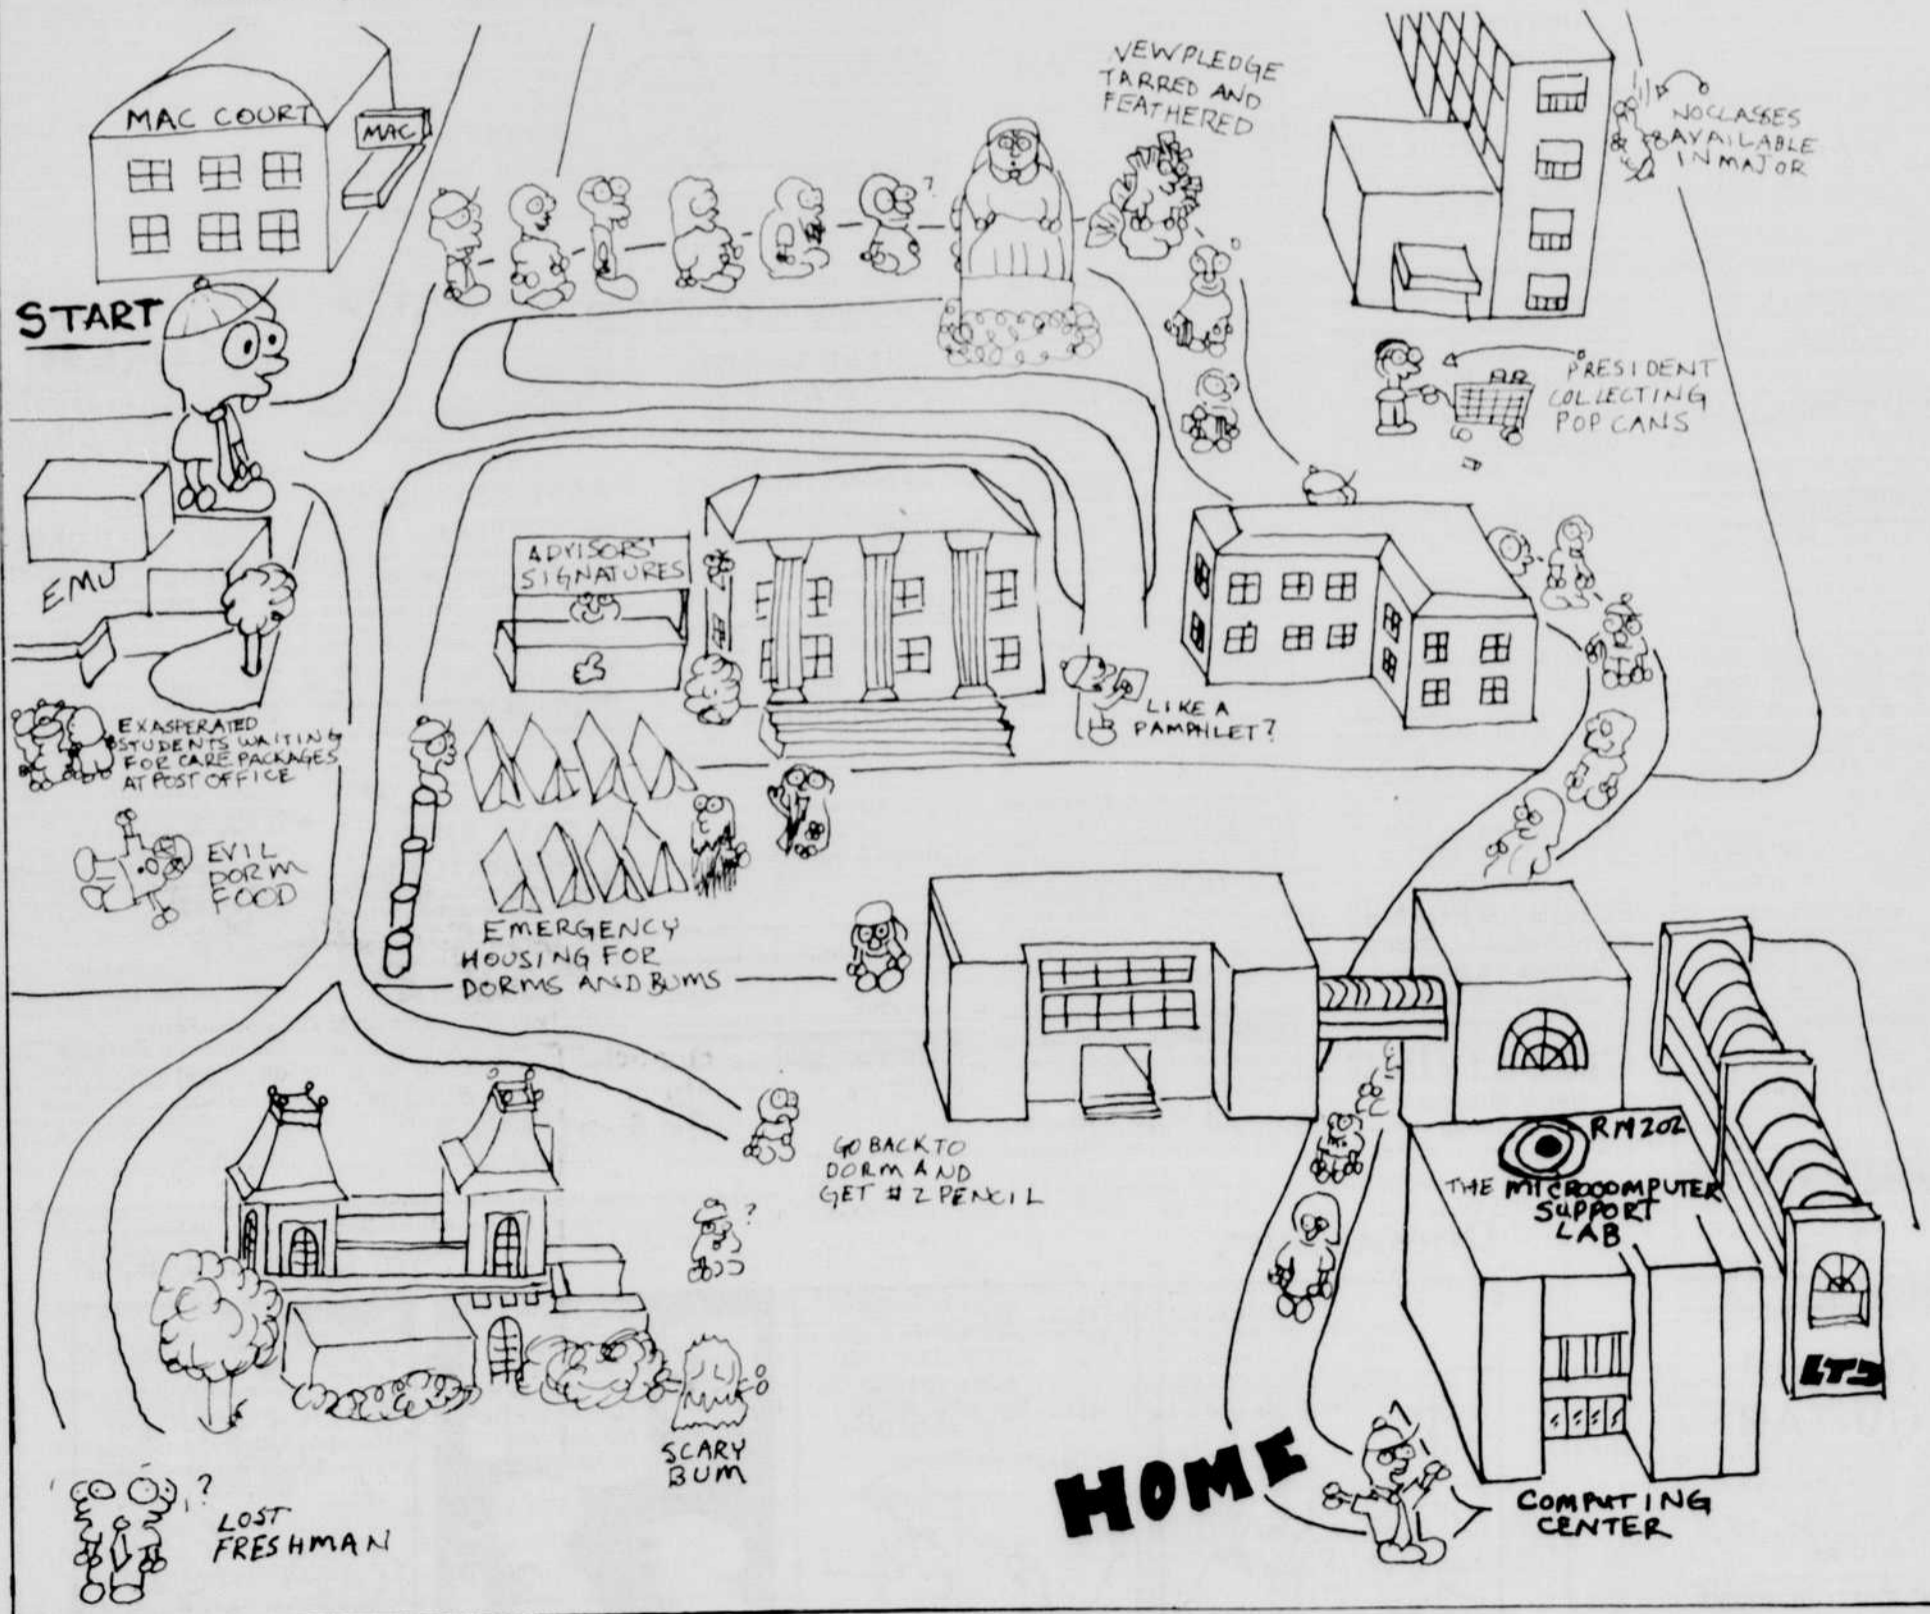 MAC COURT
MAC
START
NEW PLEDGE
TARRED AND
FEATHERED
NO CLASSES
AVAILABLE
IN MAJOR
PRESIDENT
COLLECTING
POP CANS
EMU
ADVISORS'
SIGNATURES
LIKE A
PAMPHLET?
EXASPERATED
STUDENTS WAITING
FOR CARE PACKAGES
AT POST OFFICE
EVIL
DORM
FOOD
EMERGENCY
HOUSING FOR
DORMS AND BUMS
GO BACK TO
DORM AND
GET #2 PENCIL
?
?
RM 202
THE MICROCOMPUTER
SUPPORT
LAB
LTD
SCARY
BUM
HOME
COMPUTING
CENTER
?
LOST
FRESHMAN